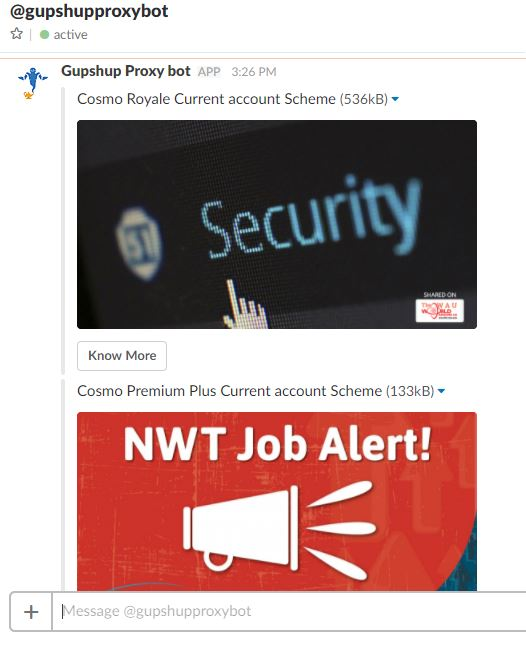 @gupshupproxybot
active
Gupshup Proxy bot APP 3:26 PM
Cosmo Royale Current account Scheme (536kB)
Security
SHARED ON
Know More
Cosmo Premium Plus Current account Scheme (133kB)
NWT Job Alert!
+ Message @gupshupproxybot